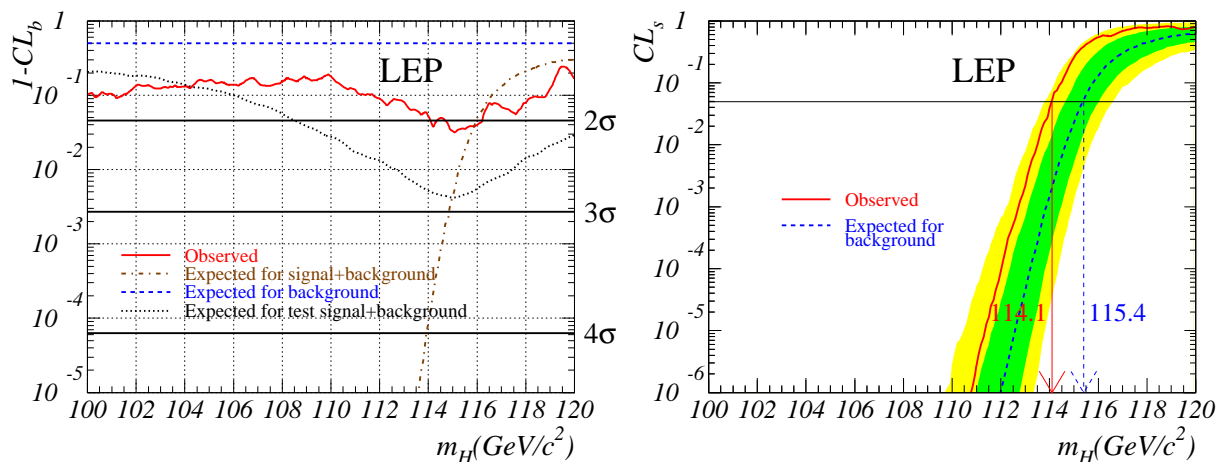 1-CL_b
1
10 -1
10 -2
10 -3
10 -4
10 -5
10
LEP
2σ
3σ
4σ
Observed
Expected for signal+background
Expected for background
Expected for test signal+background
100 102 104 106 108 110 112 114 116 118 120
m_H(GeV/c²)
CL_s
1
10 -1
10 -2
10 -3
10 -4
10 -5
10 -6
LEP
Observed
Expected for
background
114.1
115.4
100 102 104 106 108 110 112 114 116 118 120
m_H(GeV/c²)